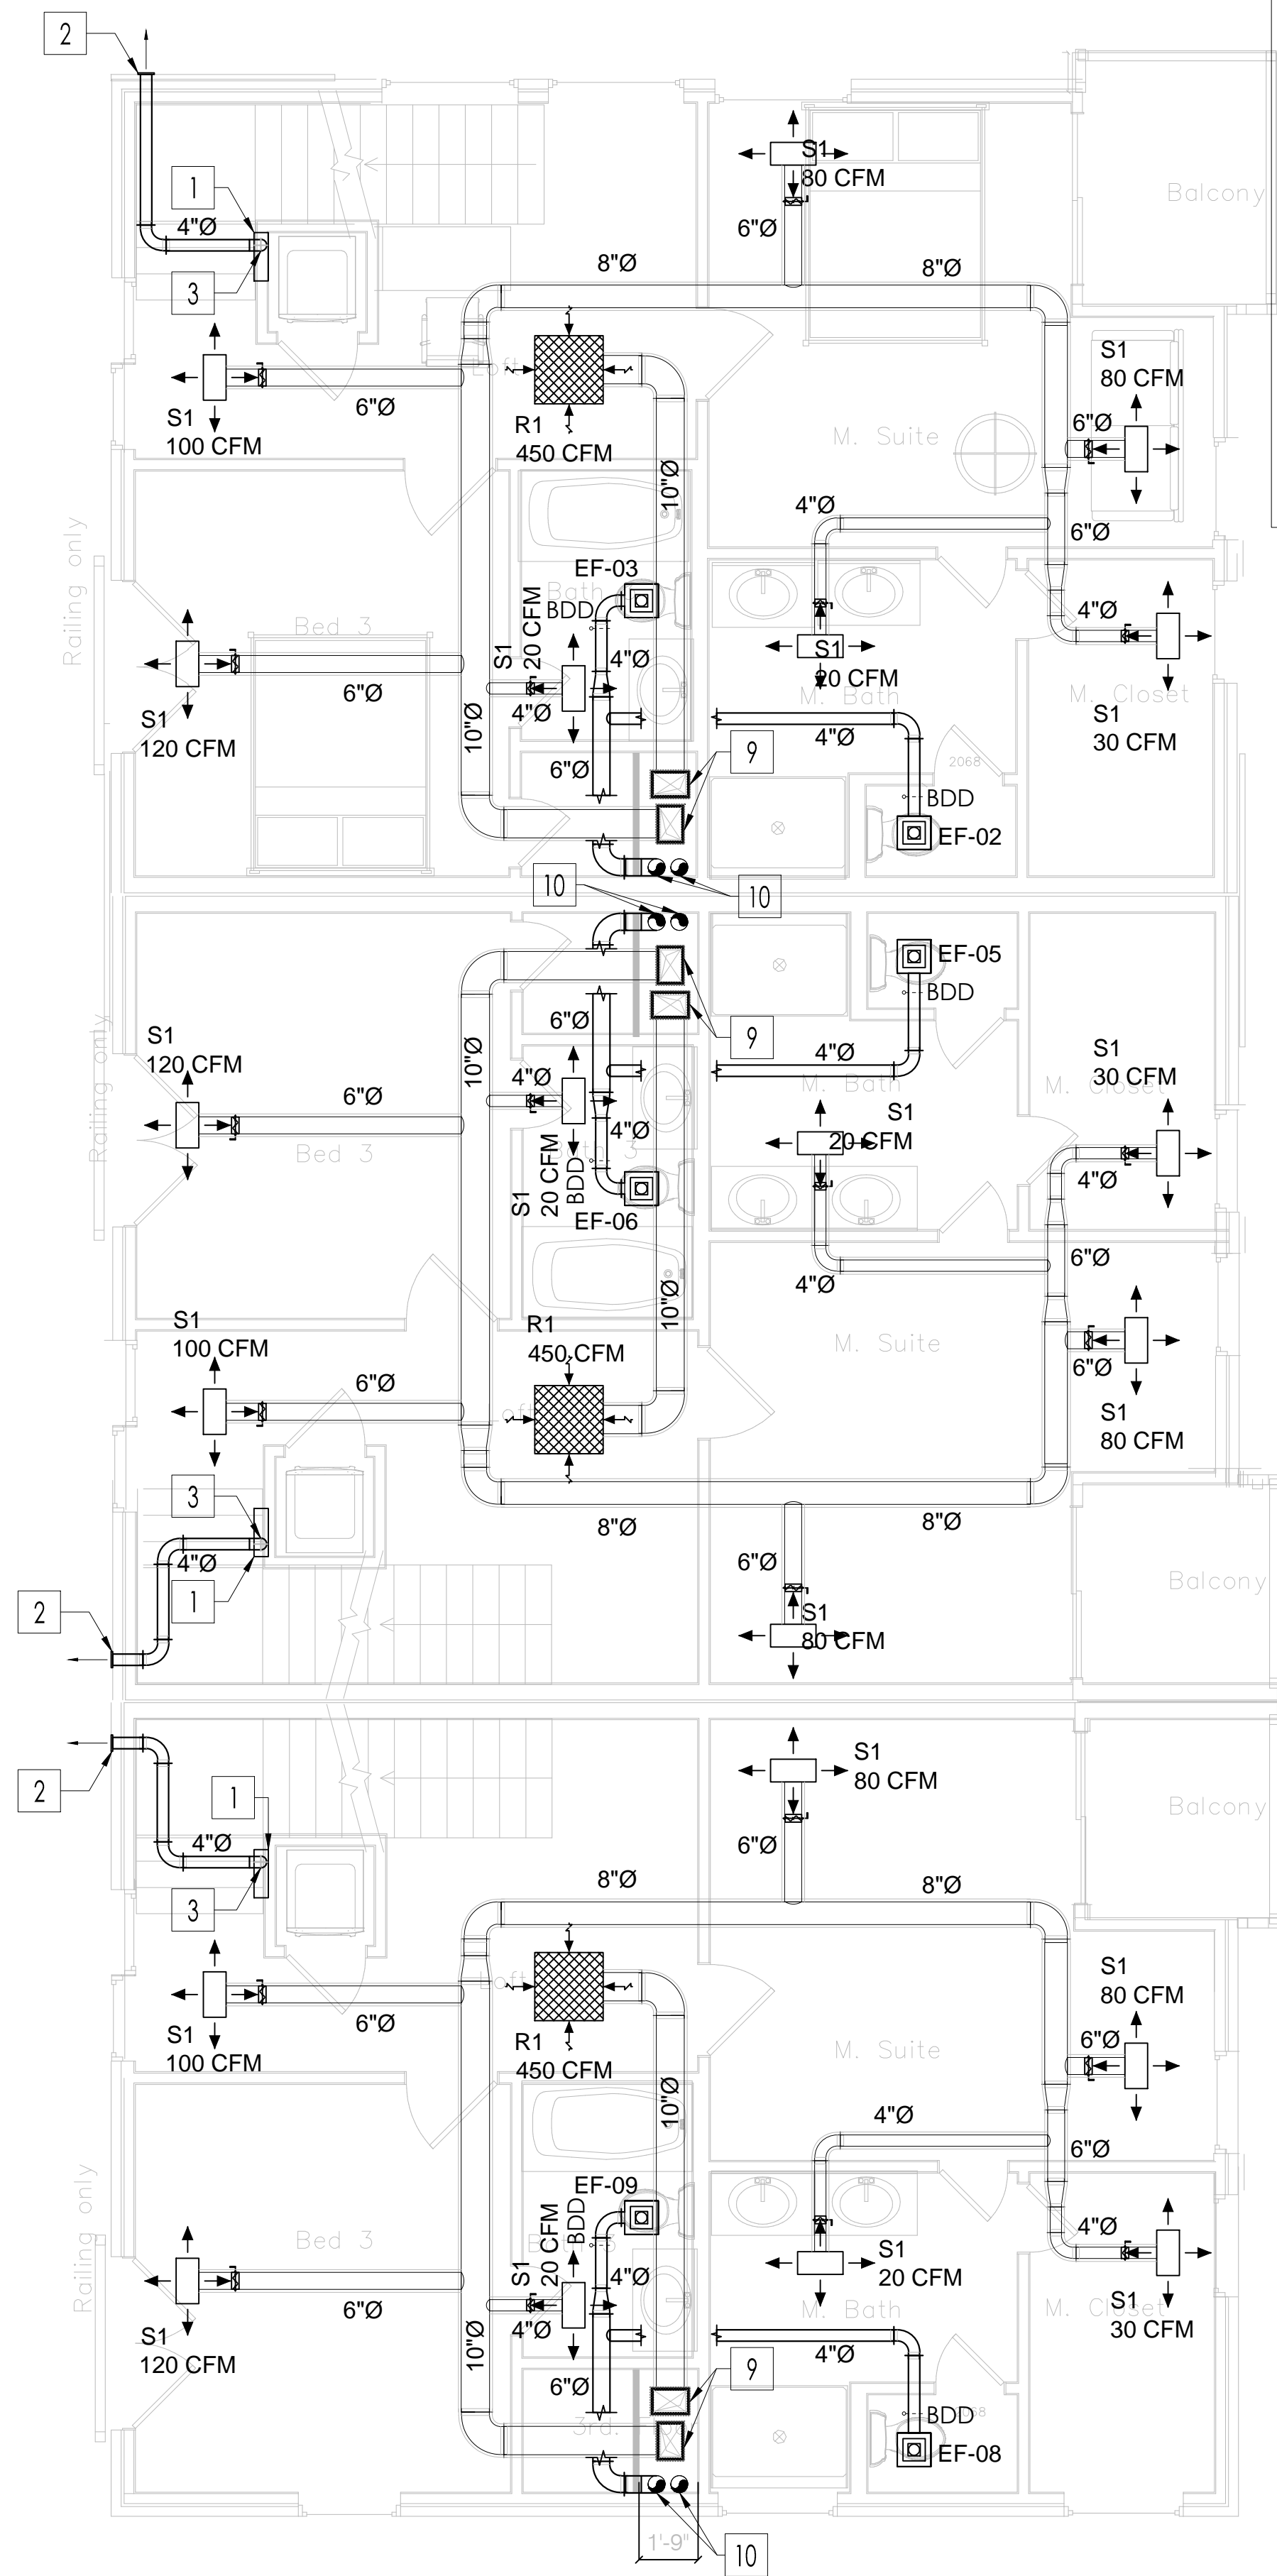 2
1
4"Ø
3
S1
80 CFM
6"Ø
Balcony
8"Ø
8"Ø
S1
100 CFM
6"Ø
Loft
R1
450 CFM
10"Ø
M. Suite
S1
80 CFM
6"Ø
4"Ø
6"Ø
Railing only
Bed 3
S1
120 CFM
6"Ø
10"Ø
EF-03
Bath
BDD
S1
20 CFM
4"Ø
4"Ø
6"Ø
S1
20 CFM
M. Bath
4"Ø
M. Closet
S1
30 CFM
4"Ø
2068
BDD
EF-02
9
10
10
EF-05
BDD
9
4"Ø
M. Bath
6"Ø
10"Ø
S1
120 CFM
Railing only
6"Ø
Bed 3
4"Ø
4"Ø
S1
20 CFM
BDD
EF-06
S1
20 CFM
S1
30 CFM
M. Closet
4"Ø
4"Ø
6"Ø
10"Ø
S1
100 CFM
6"Ø
R1
450 CFM
Loft
M. Suite
6"Ø
S1
80 CFM
3
4"Ø
1
2
8"Ø
8"Ø
6"Ø
S1
80 CFM
Balcony
2
1
4"Ø
3
S1
80 CFM
6"Ø
Balcony
8"Ø
8"Ø
S1
100 CFM
6"Ø
Loft
R1
450 CFM
10"Ø
M. Suite
S1
80 CFM
6"Ø
4"Ø
6"Ø
Railing only
Bed 3
S1
120 CFM
6"Ø
10"Ø
EF-09
BDD
S1
20 CFM
4"Ø
4"Ø
6"Ø
S1
20 CFM
M. Bath
4"Ø
4"Ø
M. Closet
S1
30 CFM
9
3rd.
BDD
EF-08
1'-9"
10